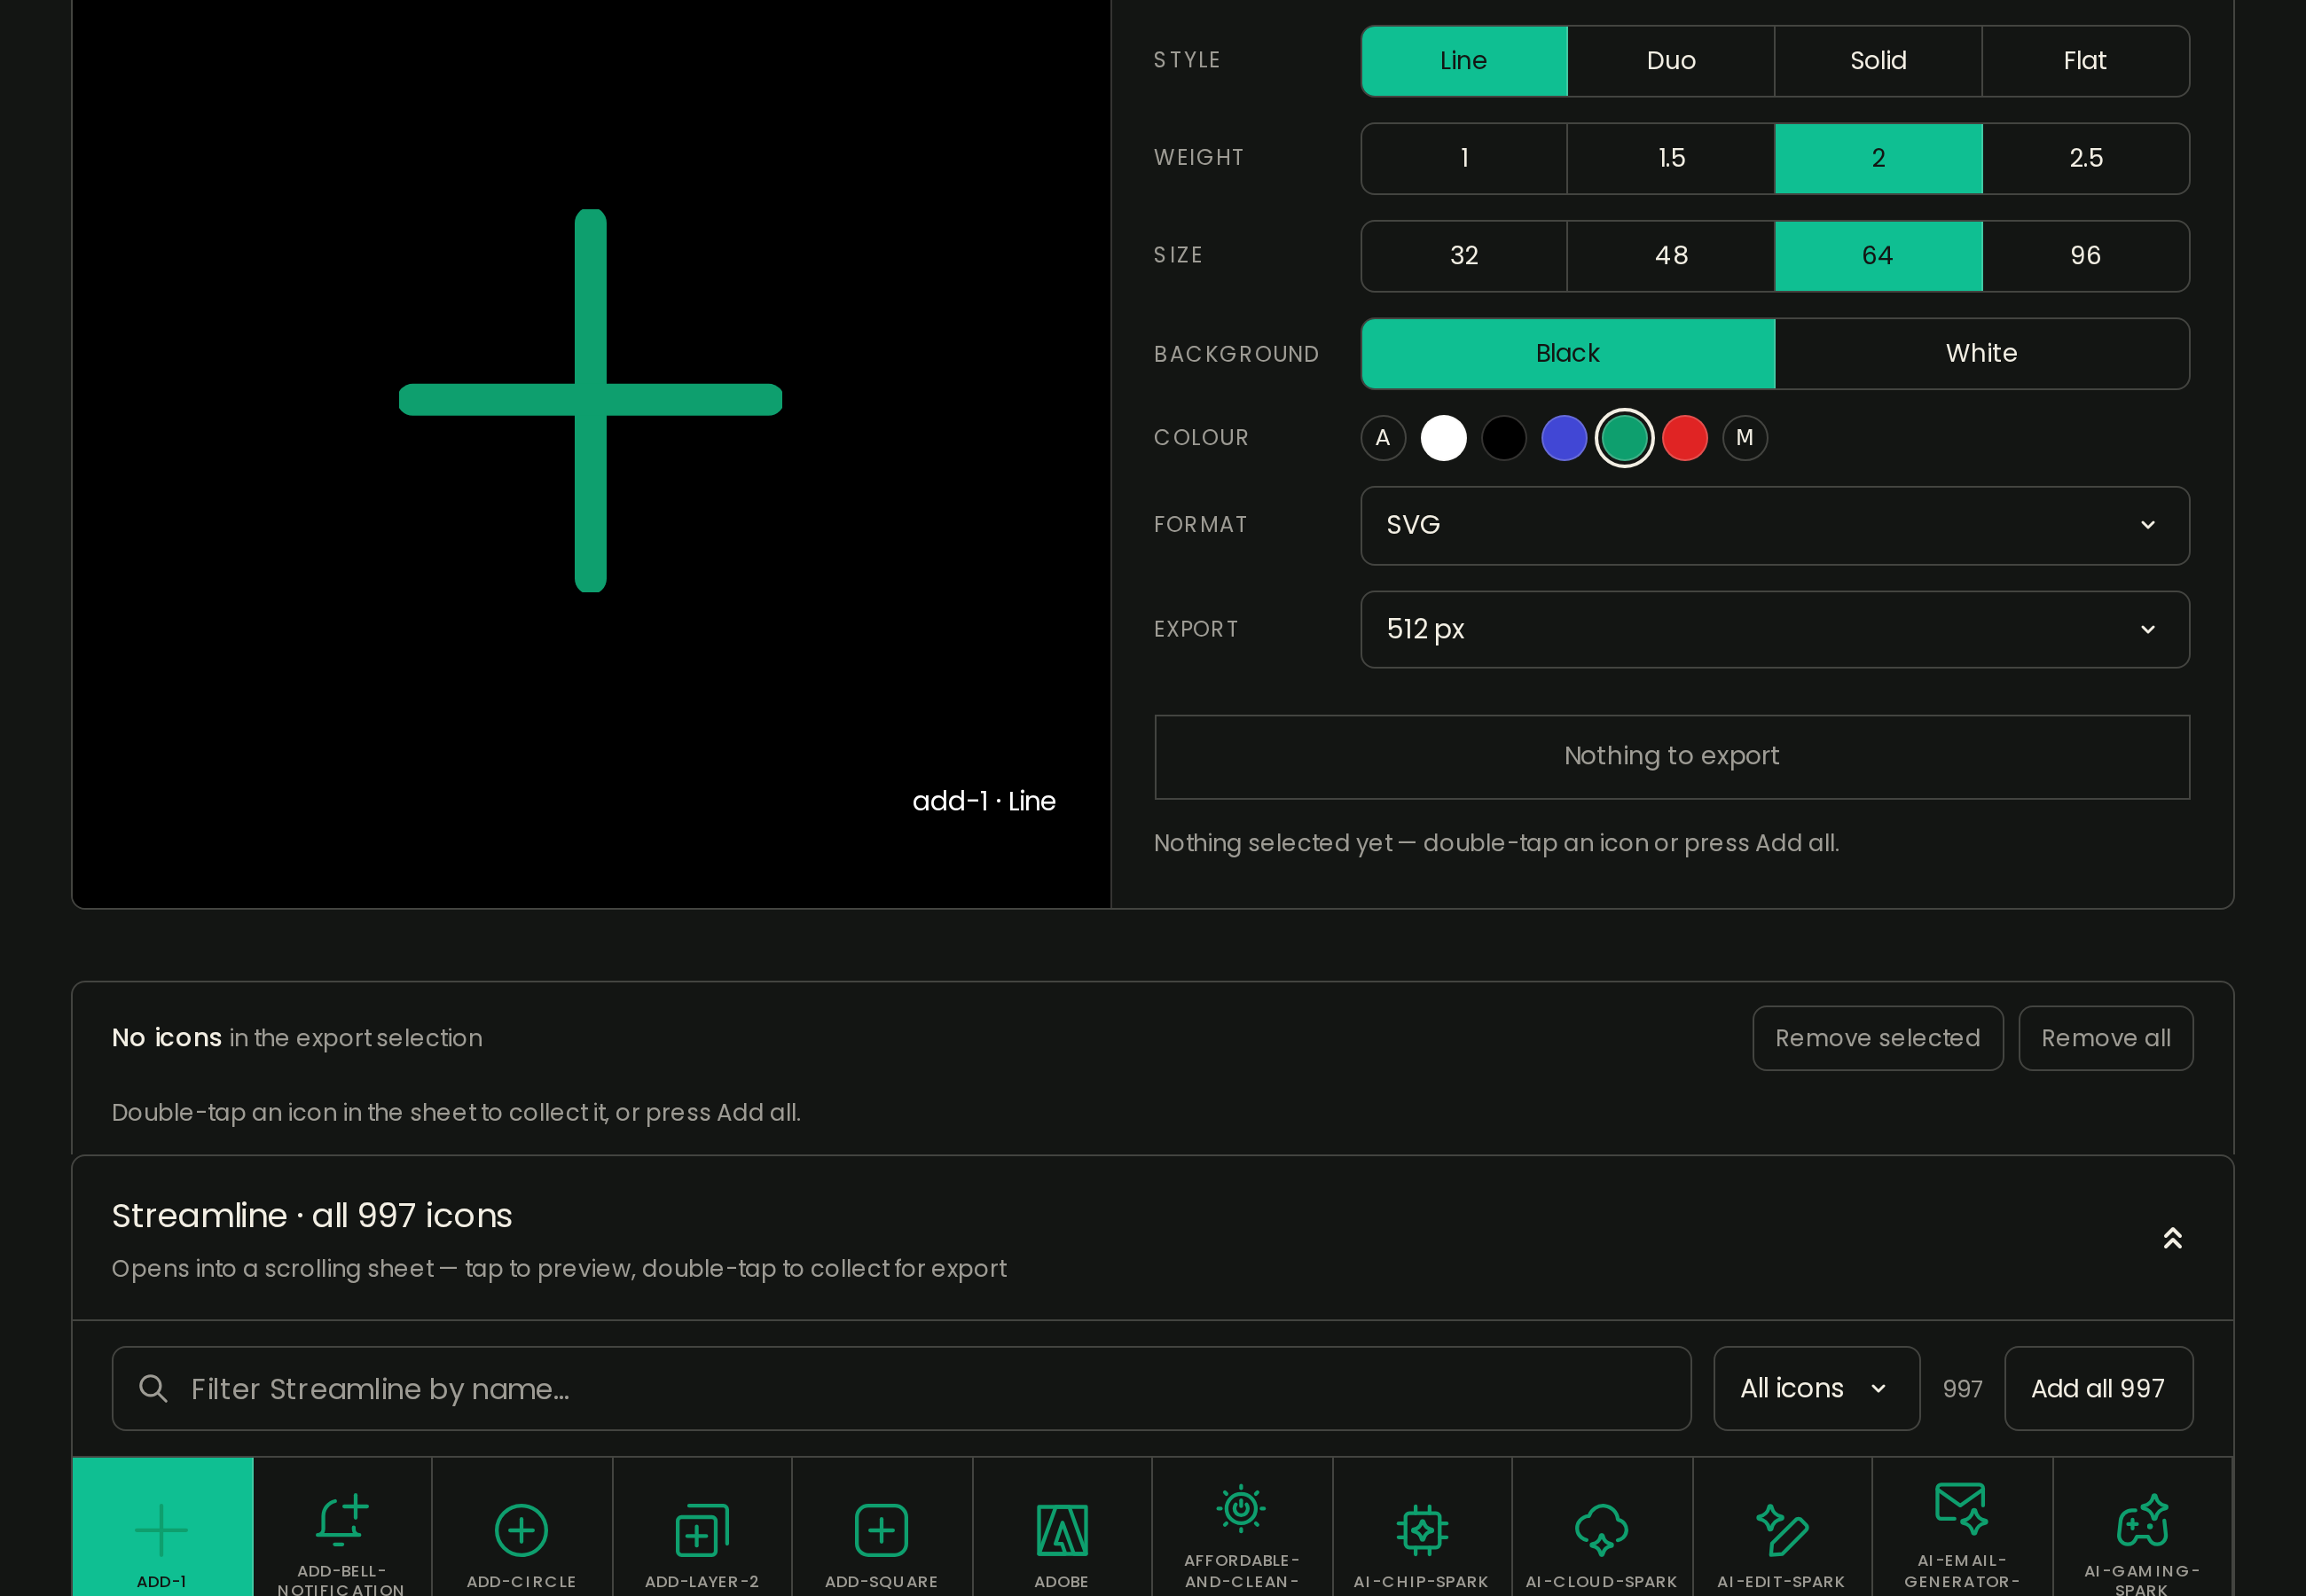 STYLE
Line
Duo
Solid
Flat
WEIGHT
1
1.5
2
2.5
SIZE
32
48
64
96
BACKGROUND
Black
White
COLOUR
A
M
FORMAT
SVG
EXPORT
512 px
Nothing to export
add-1 · Line
Nothing selected yet — double-tap an icon or press Add all.
No icons in the export selection
Remove selected
Remove all
Double-tap an icon in the sheet to collect it, or press Add all.
Streamline · all 997 icons
Opens into a scrolling sheet — tap to preview, double-tap to collect for export
Filter Streamline by name...
All icons
997
Add all 997
ADD-1
ADD-BELL-
NOTIFICATION
ADD-CIRCLE
ADD-LAYER-2
ADD-SQUARE
ADOBE
AFFORDABLE-
AND-CLEAN-
AI-CHIP-SPARK
AI-CLOUD-SPARK
AI-EDIT-SPARK
AI-EMAIL-
GENERATOR-
AI-GAMING-
SPARK